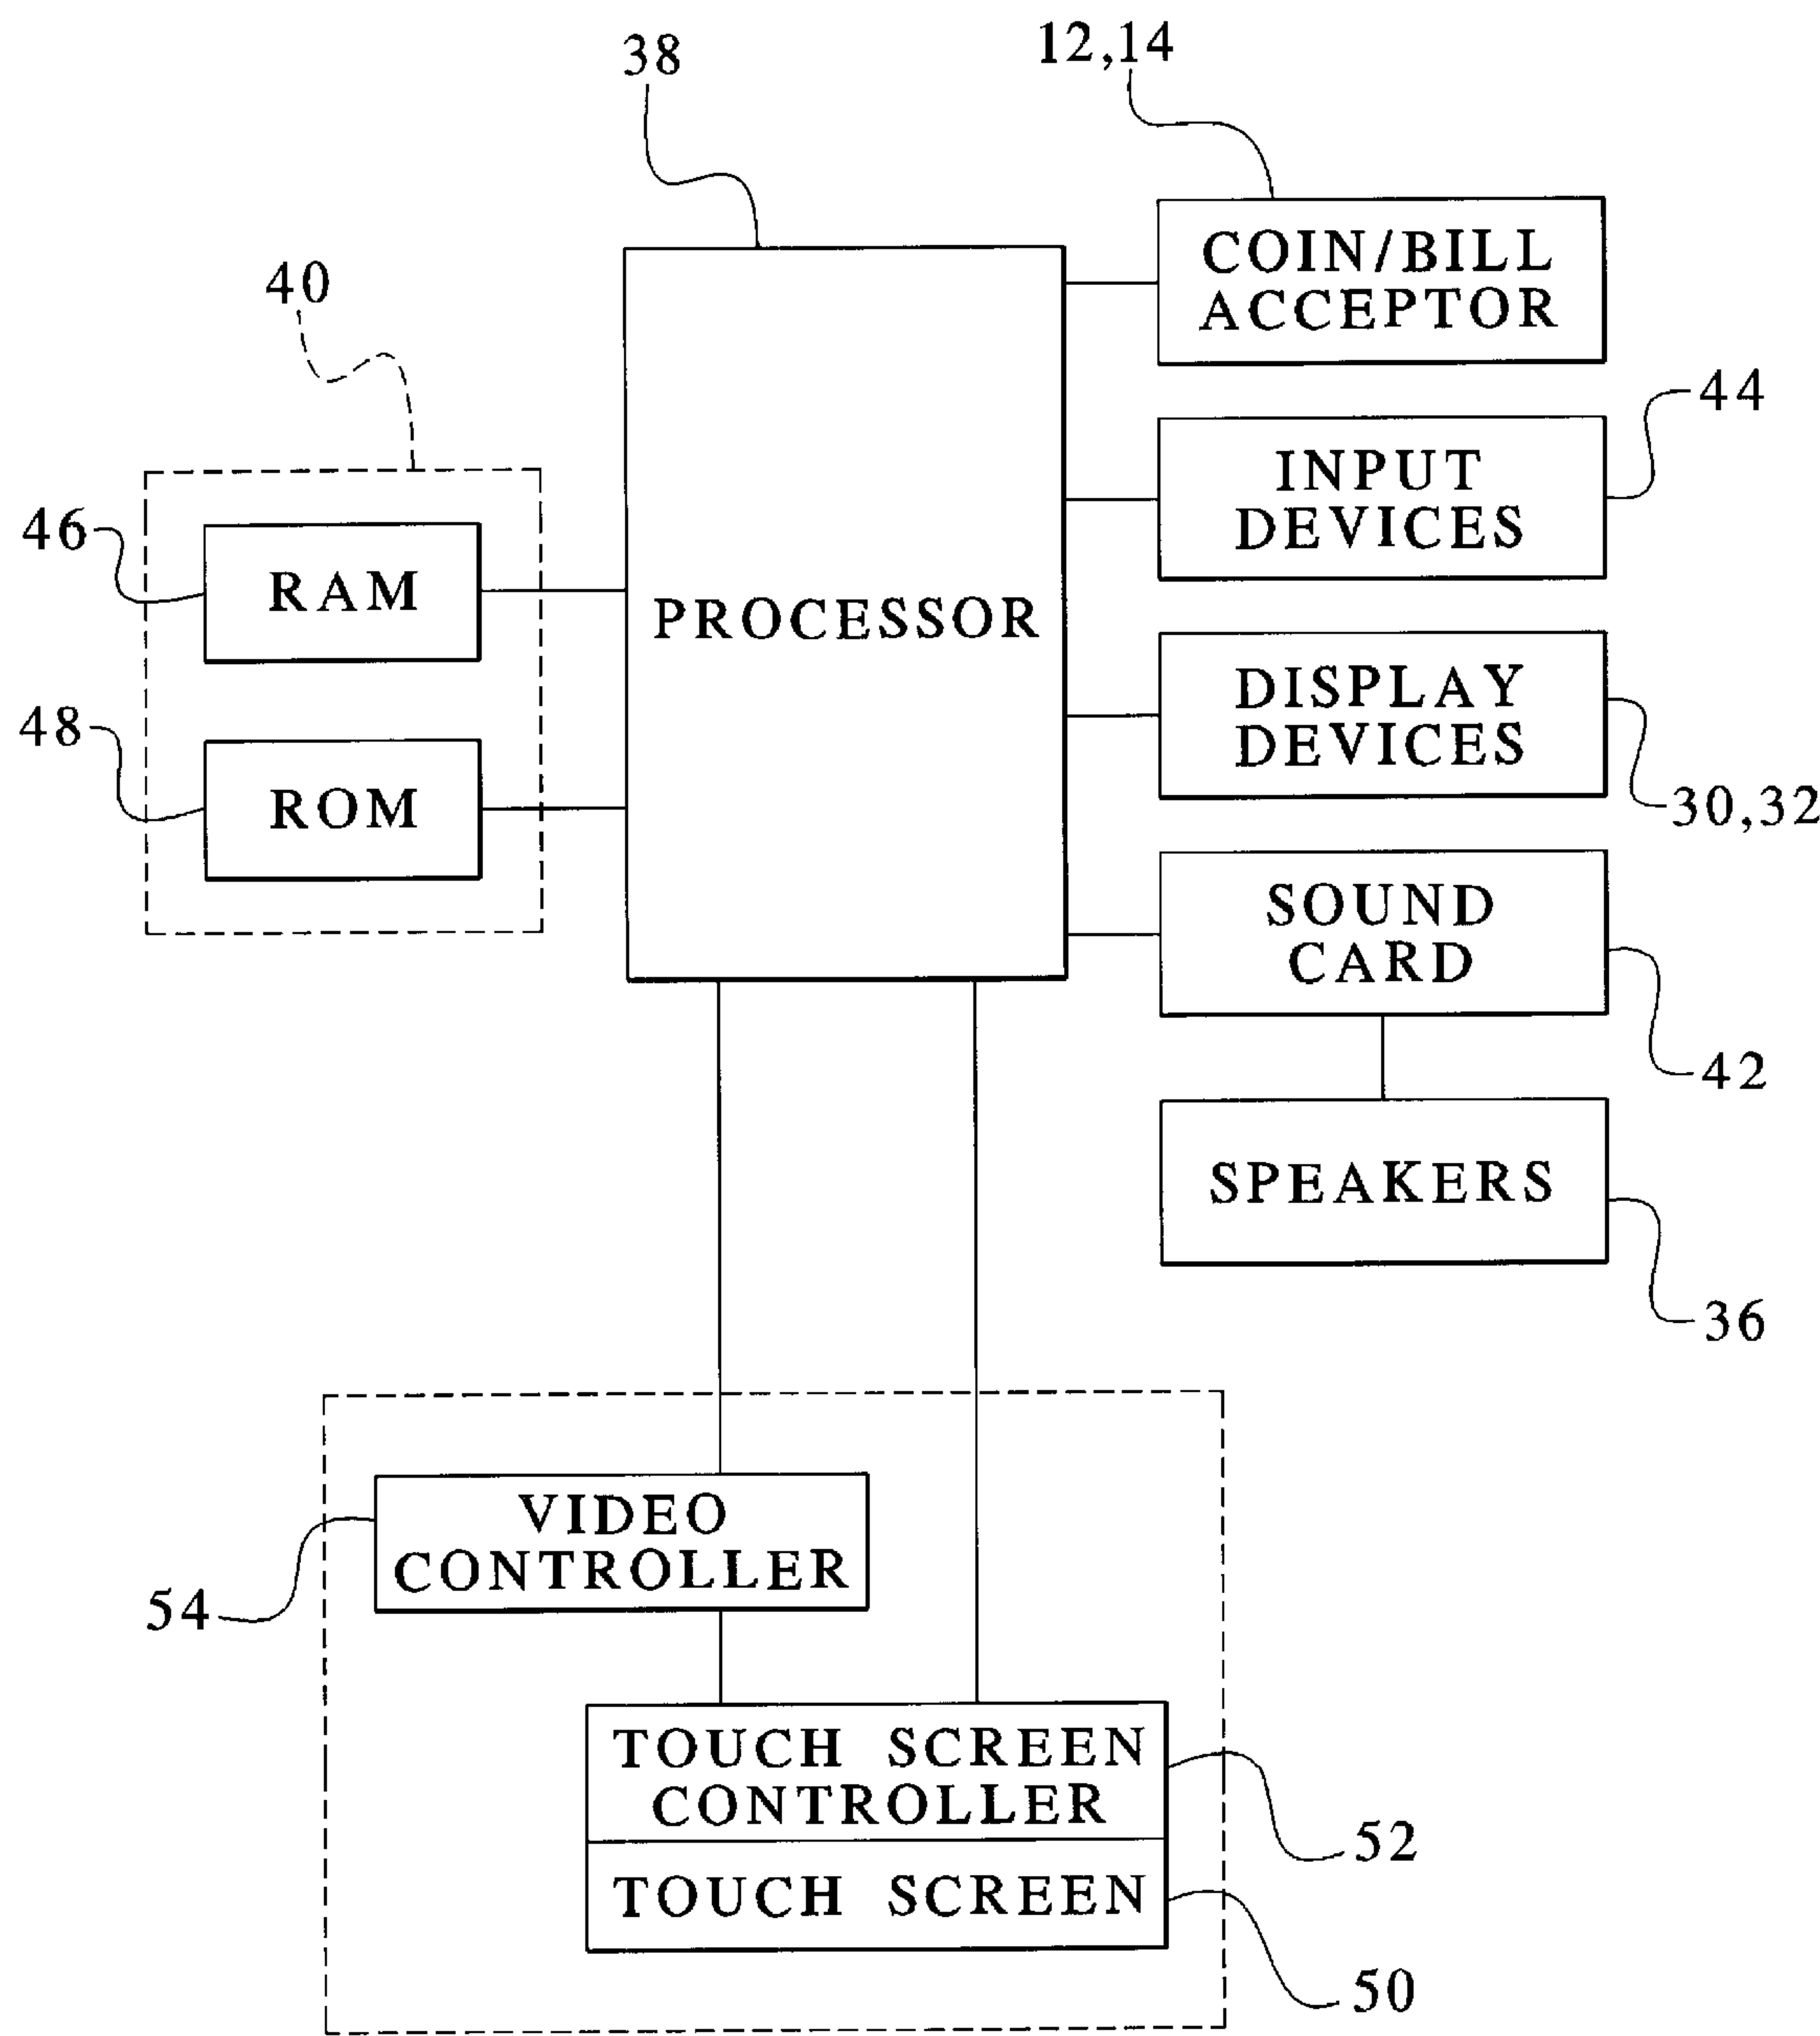 12,14
38
COIN/BILL
ACCEPTOR
40
44
INPUT
DEVICES
46
RAM
PROCESSOR
DISPLAY
DEVICES
48
ROM
30,32
SOUND
CARD
42
SPEAKERS
36
VIDEO
CONTROLLER
54
TOUCH SCREEN
CONTROLLER
52
TOUCH SCREEN
50